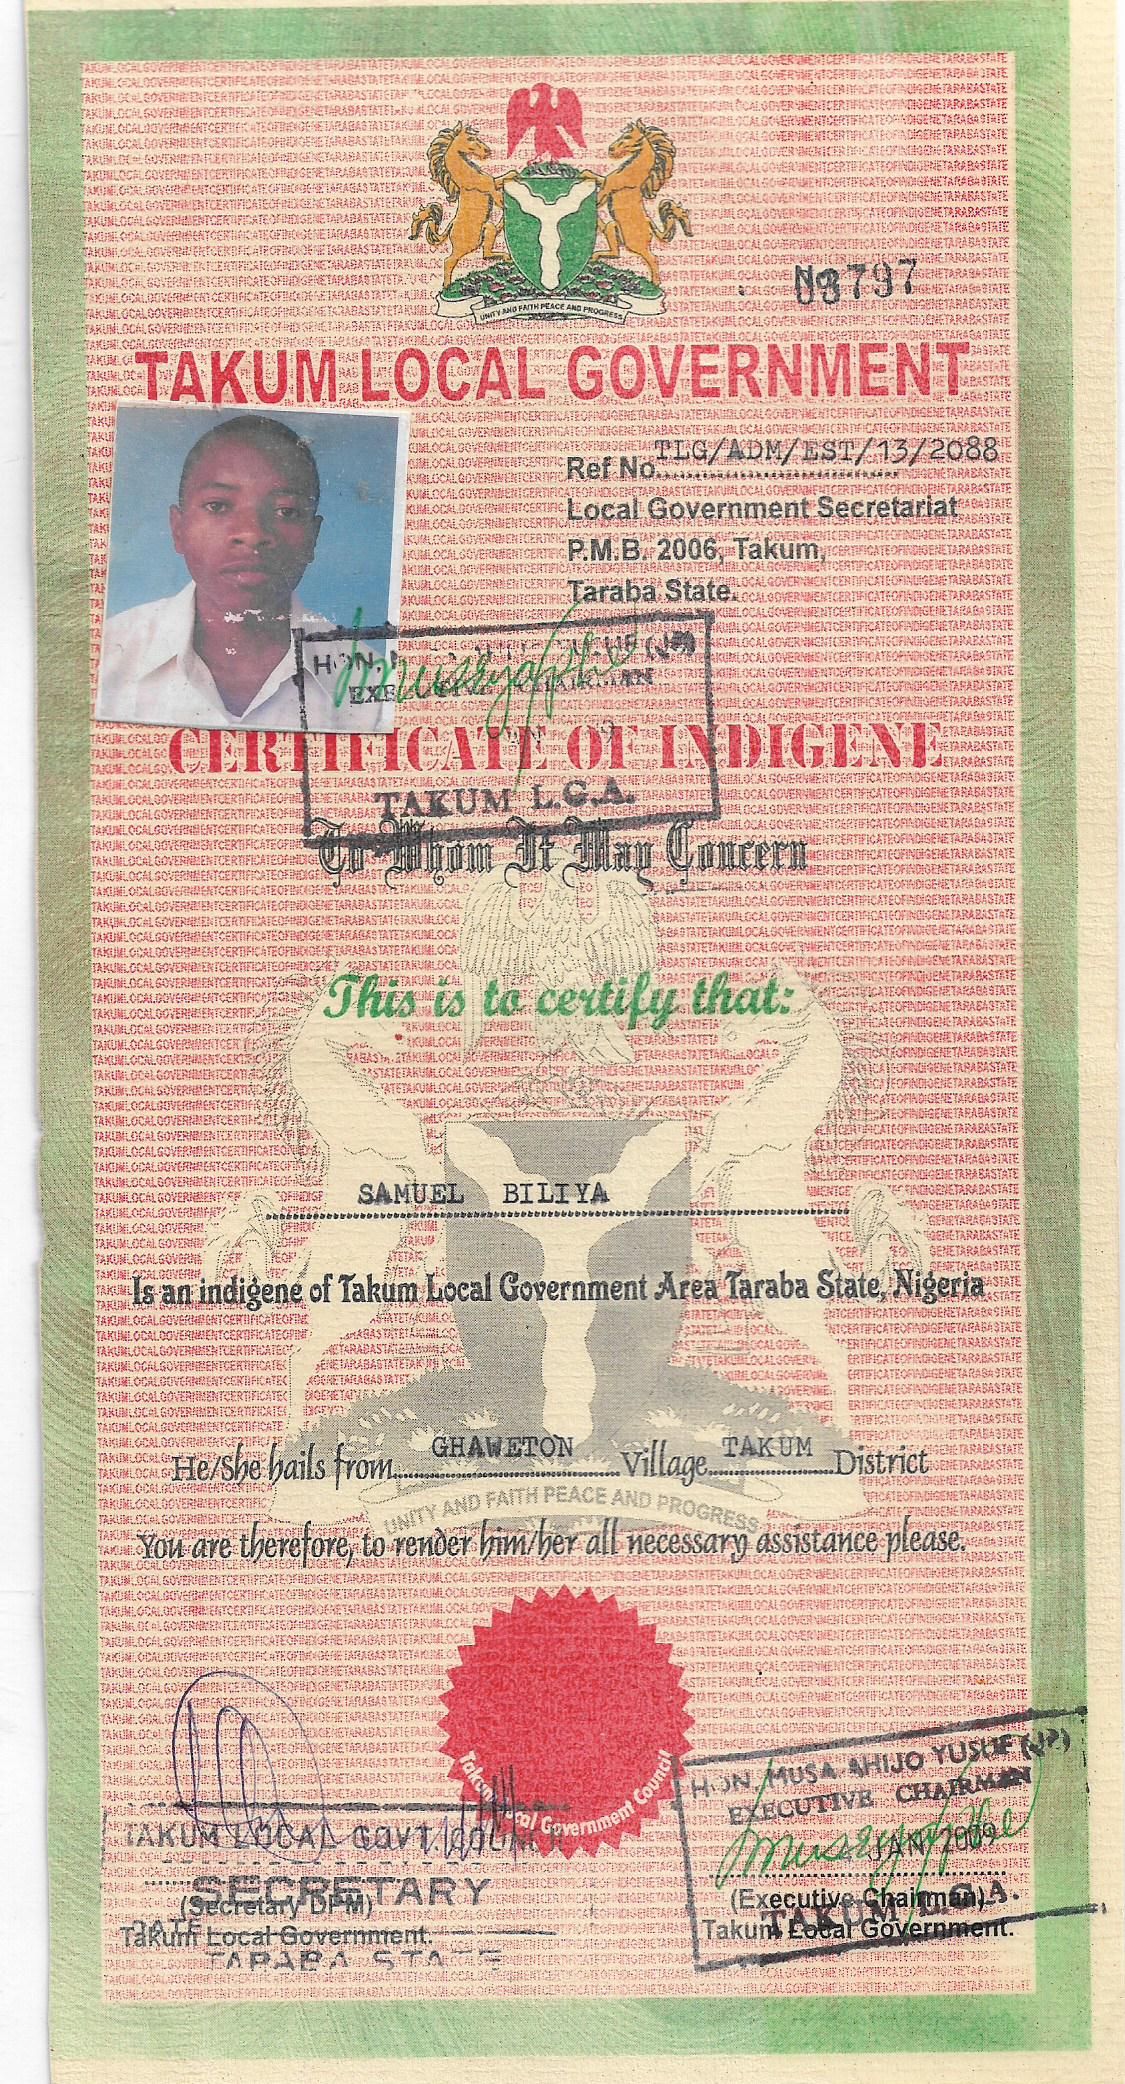 UNITY AND FAITH PEACE AND PROGRESS
03797
TAKUM LOCAL GOVERNMENT
Ref No. TLG/ADM/EST/13/2088
Local Government Secretariat
P.M.B. 2006, Takum,
Taraba State.
HON.
TAKUM L.G.A.
CERTIFICATE OF INDIGENE
To Whom It May Concern
This is to certify that:
SAMUEL BILIYA
Is an indigene of Takum Local Government Area Taraba State, Nigeria
He/She hails from GHAWETON Village TAKUM District
UNITY AND FAITH PEACE AND PROGRESS
You are therefore, to render him/her all necessary assistance please.
Takum Local Government Council
HON. MUSA AHIJO YUSUF (JP)
EXECUTIVE CHAIRMAN
JAN 2009
TAKUM L.G.A.
(Executive Chairman)
Takum Local Government.
TAKUM LOCAL GOVT. COUNCIL
SECRETARY
(Secretary DPM)
DATE
Takum Local Government.
TARABA STATE